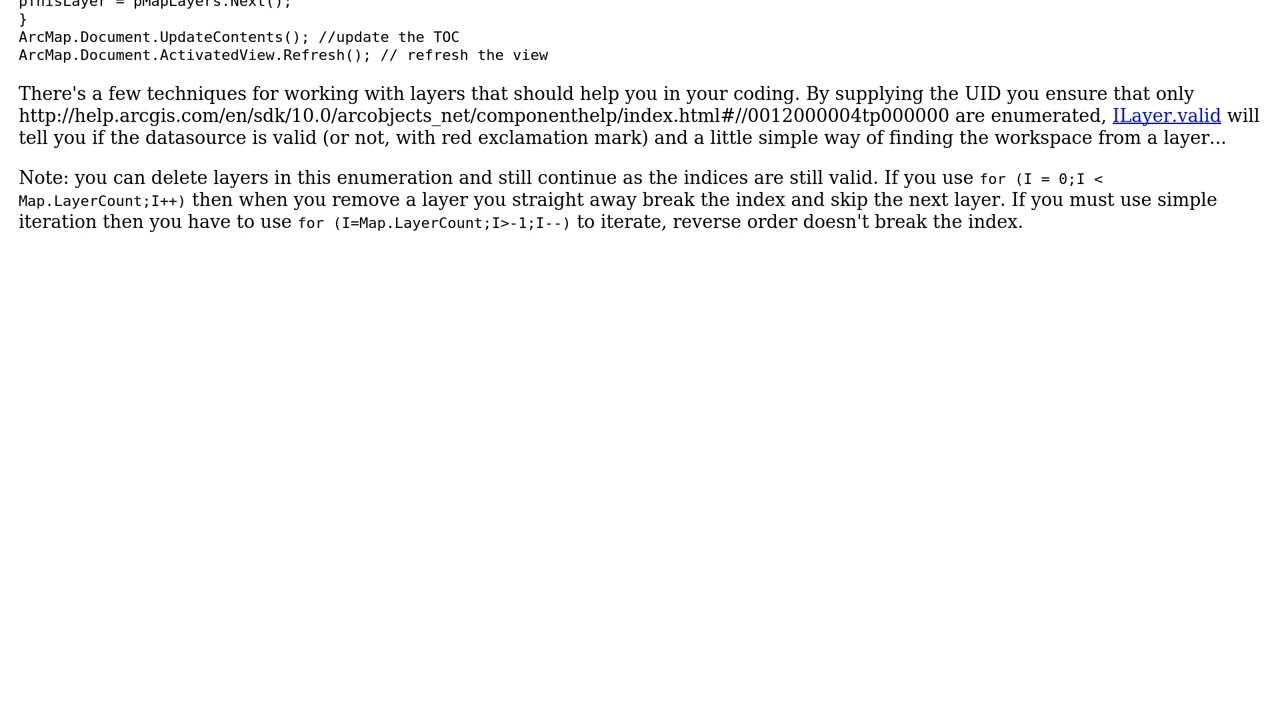 pThisLayer = pMapLayers.Next();
}
ArcMap.Document.UpdateContents(); //update the TOC
ArcMap.Document.ActivatedView.Refresh(); // refresh the view
There's a few techniques for working with layers that should help you in your coding. By supplying the UID you ensure that only
http://help.arcgis.com/en/sdk/10.0/arcobjects_net/componenthelp/index.html#//0012000004tp000000 are enumerated, ILayer.valid will
tell you if the datasource is valid (or not, with red exclamation mark) and a little simple way of finding the workspace from a layer...
Note: you can delete layers in this enumeration and still continue as the indices are still valid. If you use for (I = 0;I <
Map.LayerCount;I++) then when you remove a layer you straight away break the index and skip the next layer. If you must use simple
iteration then you have to use for (I=Map.LayerCount;I>-1;I--) to iterate, reverse order doesn't break the index.